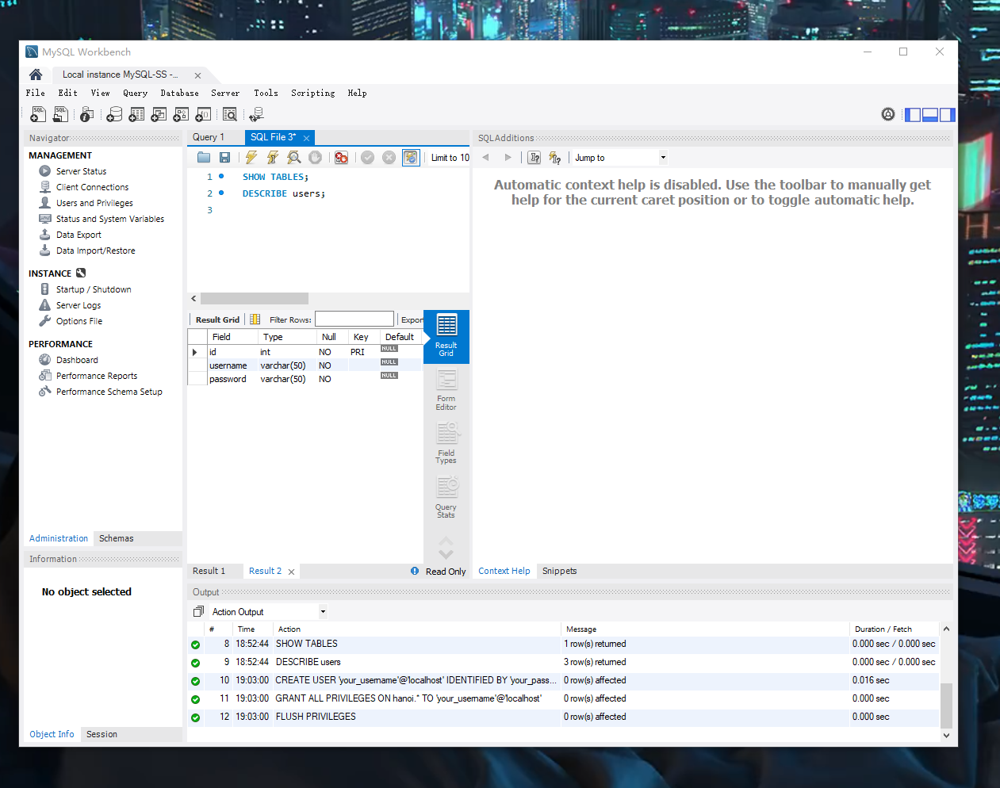 MySQL Workbench
Local instance MySQL-SS -...
File Edit View Query Database Server Tools Scripting Help
Navigator
MANAGEMENT
Server Status
Client Connections
Users and Privileges
Status and System Variables
Data Export
Data Import/Restore
INSTANCE
Startup / Shutdown
Server Logs
Options File
PERFORMANCE
Dashboard
Performance Reports
Performance Schema Setup
Administration Schemas
Information
No object selected
Object Info Session
Query 1 SQL File 3*
Limit to 10
1 SHOW TABLES;
2 DESCRIBE users;
3
Result Grid Filter Rows: Export
Field Type Null Key Default
id int NO PRI NULL
username varchar(50) NO NULL
password varchar(50) NO NULL
Result
Grid
Form
Editor
Field
Types
Query
Stats
Result 1 Result 2 Read Only
SQLAdditions
Jump to
Automatic context help is disabled. Use the toolbar to manually get
help for the current caret position or to toggle automatic help.
Context Help Snippets
Output
Action Output
# Time Action Message Duration / Fetch
8 18:52:44 SHOW TABLES 1 row(s) returned 0.000 sec / 0.000 sec
9 18:52:44 DESCRIBE users 3 row(s) returned 0.000 sec / 0.000 sec
10 19:03:00 CREATE USER 'your_username'@'localhost' IDENTIFIED BY 'your_pass... 0 row(s) affected 0.016 sec
11 19:03:00 GRANT ALL PRIVILEGES ON hanoi.* TO 'your_username'@'localhost' 0 row(s) affected 0.000 sec
12 19:03:00 FLUSH PRIVILEGES 0 row(s) affected 0.000 sec